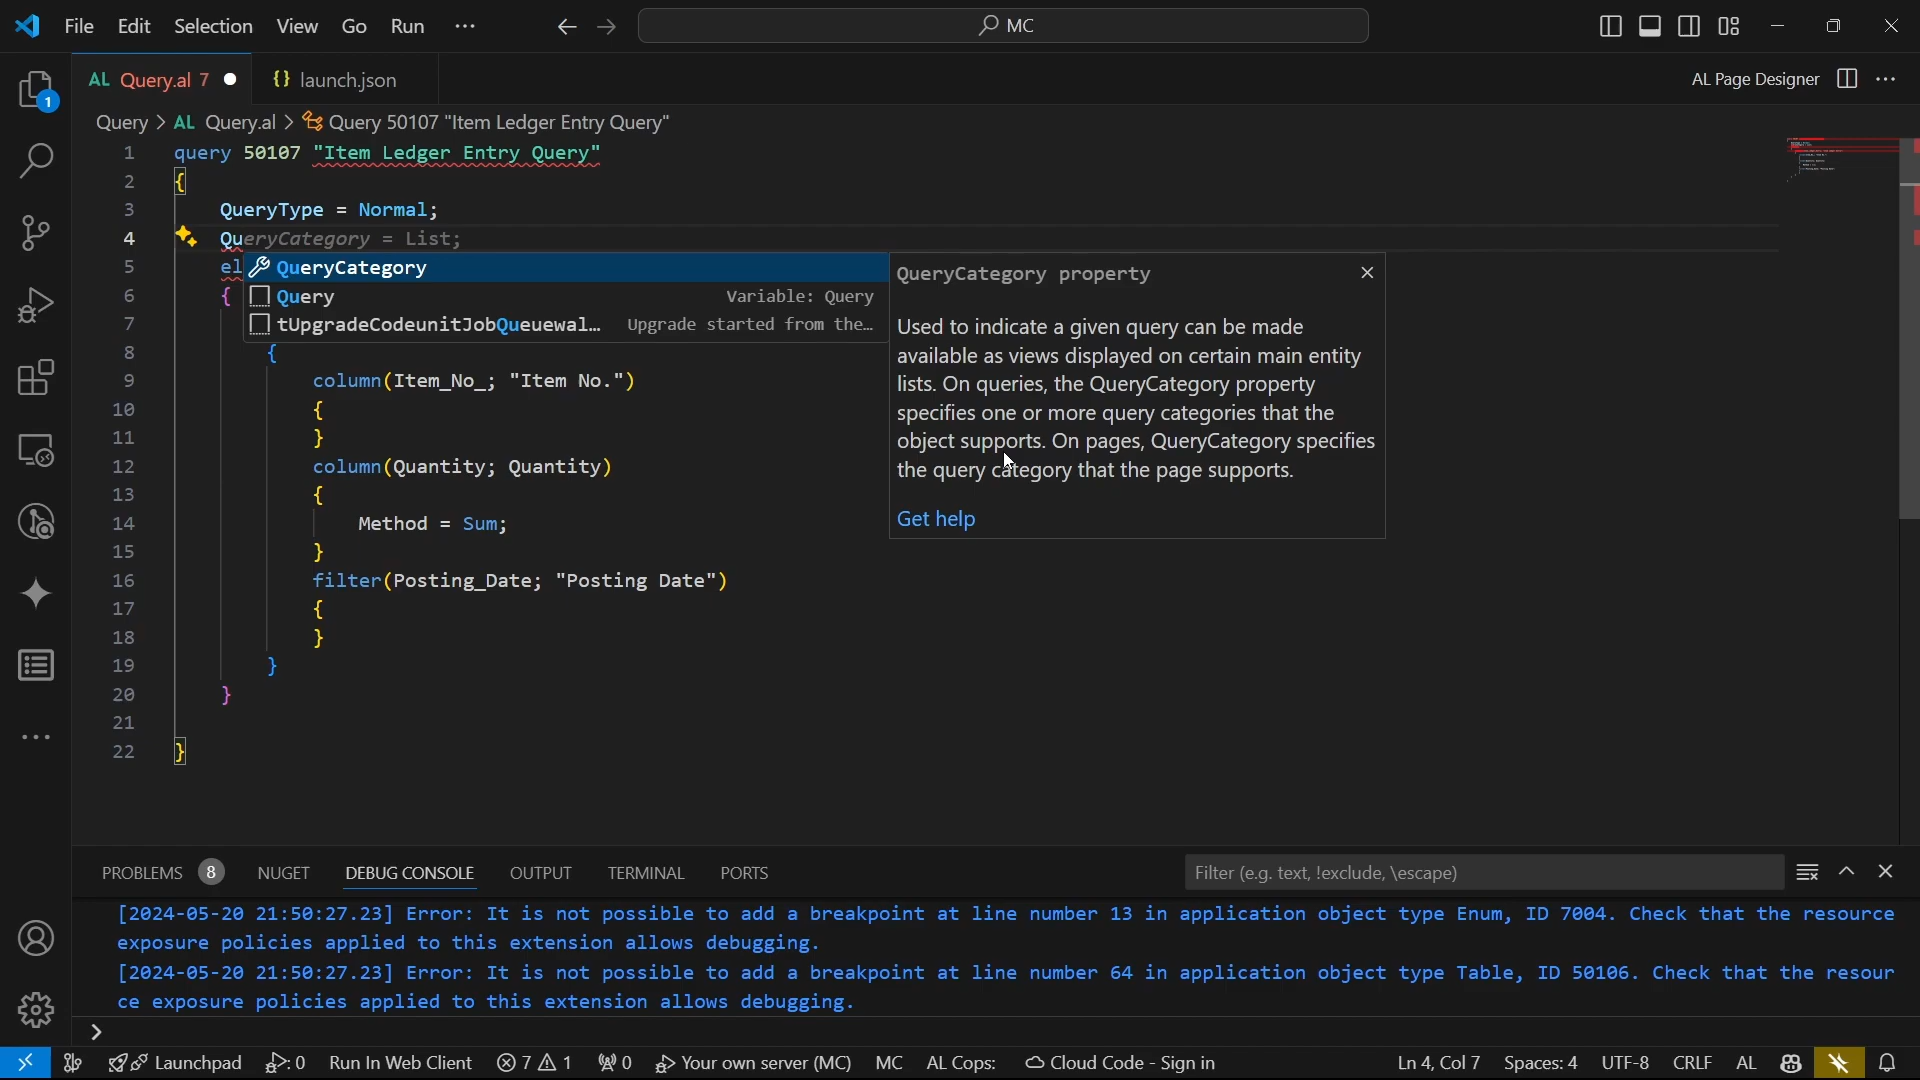 File Edit Selection View Go Run ··· MC
AL Query.al 7 launch.json AL Page Designer
Query > AL Query.al > Query 50107 "Item Ledger Entry Query"
1 query 50107 "Item Ledger Entry Query"
2 {
3 QueryType = Normal;
4 QueryCategory = List;
5 el
QueryCategory
6 {
Query Variable: Query
7
tUpgradeCodeunitJobQueuewal... Upgrade started from the...
QueryCategory property
Used to indicate a given query can be made
available as views displayed on certain main entity
lists. On queries, the QueryCategory property
specifies one or more query categories that the
object supports. On pages, QueryCategory specifies
the query category that the page supports.
Get help
8 {
9 column(Item_No_; "Item No.")
10 {
11 }
12 column(Quantity; Quantity)
13 {
14 Method = Sum;
15 }
16 filter(Posting_Date; "Posting Date")
17 {
18 }
19 }
20 }
21
22 }
1
PROBLEMS 8 NUGET DEBUG CONSOLE OUTPUT TERMINAL PORTS Filter (e.g. text, !exclude, \escape)
[2024-05-20 21:50:27.23] Error: It is not possible to add a breakpoint at line number 13 in application object type Enum, ID 7004. Check that the resource
exposure policies applied to this extension allows debugging.
[2024-05-20 21:50:27.23] Error: It is not possible to add a breakpoint at line number 64 in application object type Table, ID 50106. Check that the resour
ce exposure policies applied to this extension allows debugging.
>
Launchpad : 0 Run In Web Client 7 1 0 Your own server (MC) MC AL Cops: Cloud Code - Sign in Ln 4, Col 7 Spaces: 4 UTF-8 CRLF AL